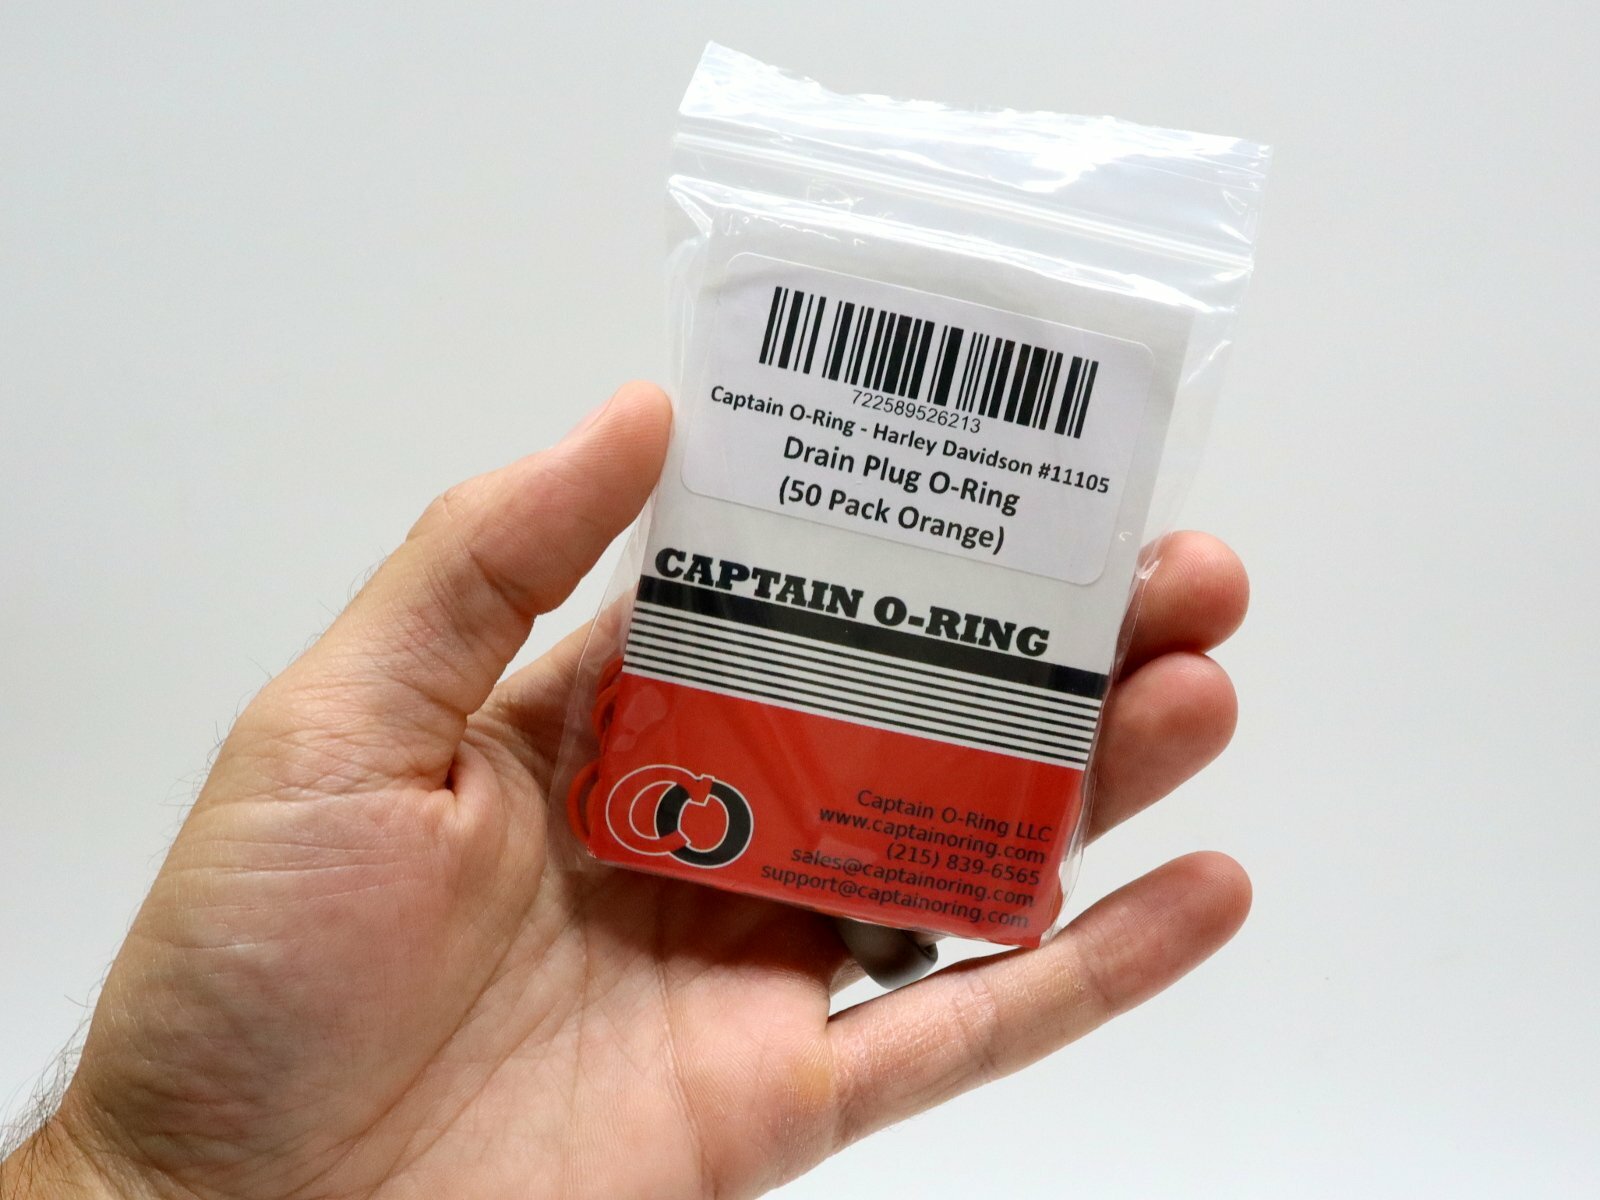 722589526213
Captain O-Ring - Harley Davidson #11105
Drain Plug O-Ring
(50 Pack Orange)
CAPTAIN O-RING
Captain O-Ring LLC
www.captainoring.com
(215) 839-6565
sales@captainoring.com
support@captainoring.com